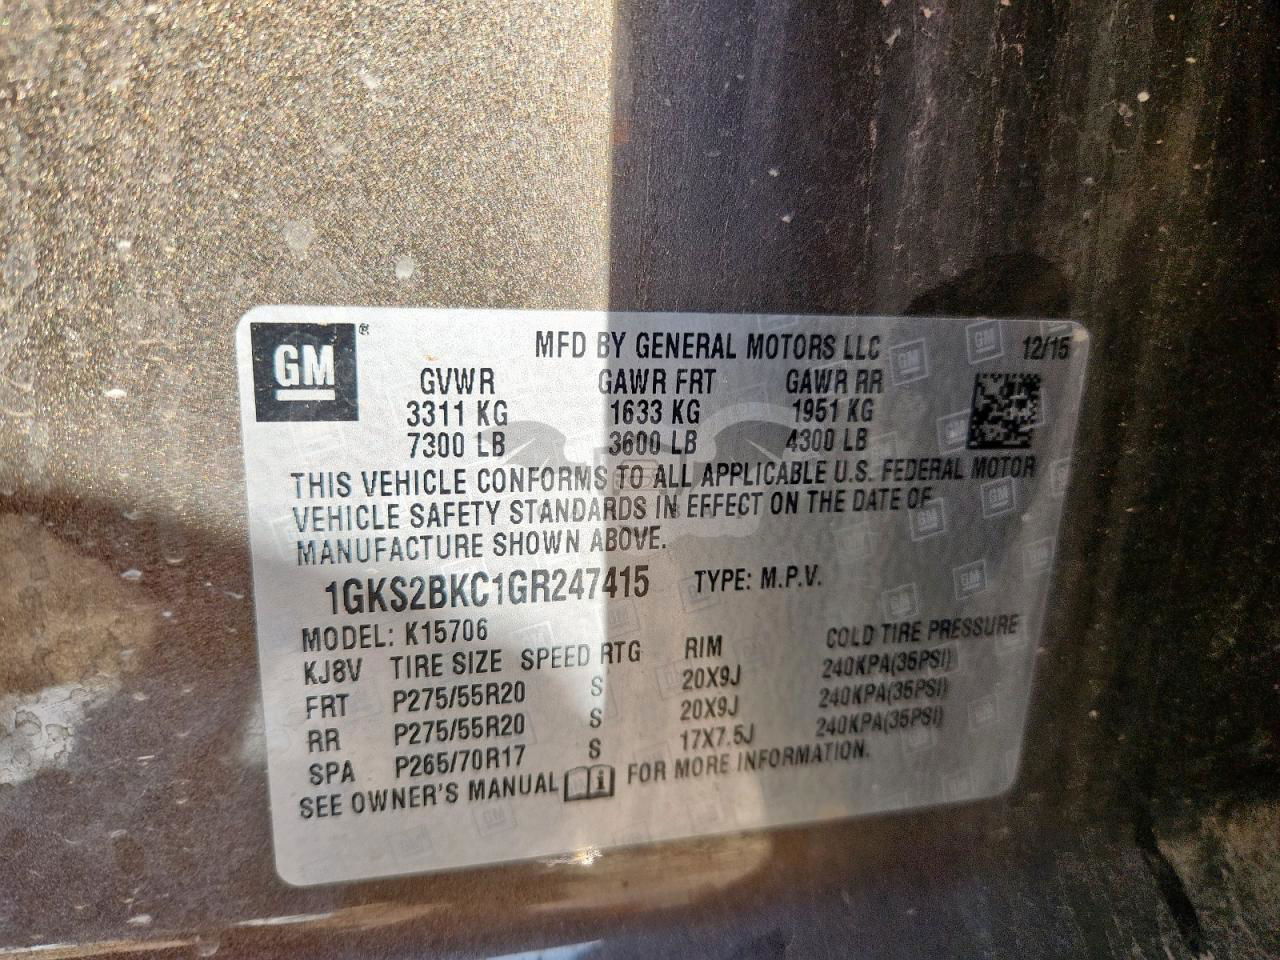 GM ®
MFD BY GENERAL MOTORS LLC 12/15
GVWR GAWR FRT GAWR RR
3311 KG 1633 KG 1951 KG
7300 LB 3600 LB 4300 LB
THIS VEHICLE CONFORMS TO ALL APPLICABLE U.S. FEDERAL MOTOR
VEHICLE SAFETY STANDARDS IN EFFECT ON THE DATE OF
MANUFACTURE SHOWN ABOVE.
1GKS2BKC1GR247415 TYPE: M.P.V.
MODEL: K15706
KJ8V TIRE SIZE SPEED RTG RIM COLD TIRE PRESSURE
FRT P275/55R20 S 20X9J 240KPA(35PSI)
RR P275/55R20 S 20X9J 240KPA(35PSI)
SPA P265/70R17 S 17X7.5J 240KPA(35PSI)
SEE OWNER'S MANUAL i FOR MORE INFORMATION.